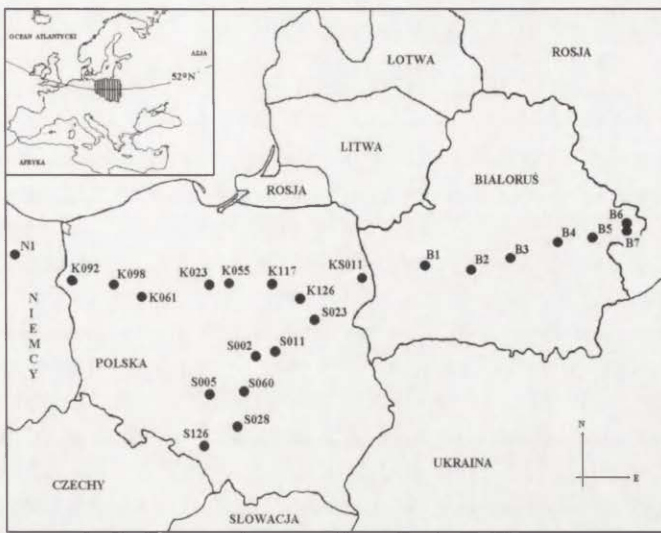 OCEAN ATLANTYCKI
AZJA
52°N
AFRYKA
ŁOTWA
ROSJA
LITWA
ROSJA
BIAŁORUŚ
B6
B4
B5
B7
B3
B1
B2
N1
K092
K098
K023
K055
K117
KS011
K061
K126
S023
NIEMCY
S002
S011
POLSKA
S005
S060
S028
S126
UKRAINA
N
E
CZECHY
SŁOWACJA